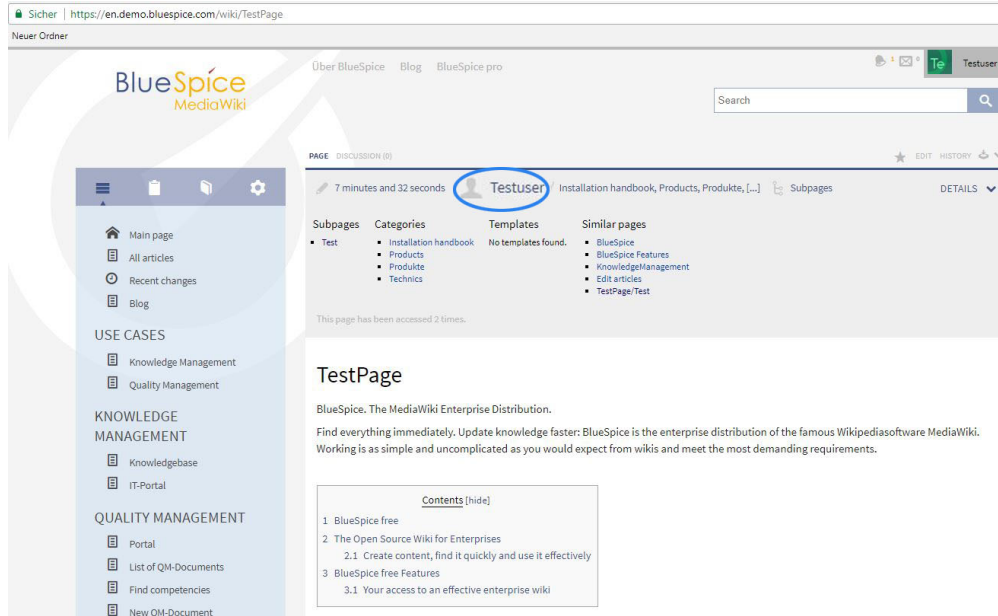 Sicher | https://en.demo.bluespice.com/wiki/TestPage
Neuer Ordner
BlueSpice
MediaWiki
Über BlueSpice Blog BlueSpice pro
1 0 Te Testuser
Search
PAGE DISCUSSION (0)
EDIT HISTORY
7 minutes and 32 seconds Testuser Installation handbook, Products, Produkte, [...] Subpages DETAILS
Subpages Categories Templates Similar pages
Test Installation handbook No templates found. BlueSpice
Products BlueSpice Features
Produkte KnowledgeManagement
Technics Edit articles
TestPage/Test
This page has been accessed 2 times.
Main page
All articles
Recent changes
Blog
USE CASES
Knowledge Management
Quality Management
KNOWLEDGE
MANAGEMENT
Knowledgebase
IT-Portal
QUALITY MANAGEMENT
Portal
List of QM-Documents
Find competencies
New QM-Document
TestPage
BlueSpice. The MediaWiki Enterprise Distribution.
Find everything immediately. Update knowledge faster: BlueSpice is the enterprise distribution of the famous Wikipediasoftware MediaWiki.
Working is as simple and uncomplicated as you would expect from wikis and meet the most demanding requirements.
Contents [hide]
1 BlueSpice free
2 The Open Source Wiki for Enterprises
2.1 Create content, find it quickly and use it effectively
3 BlueSpice free Features
3.1 Your access to an effective enterprise wiki